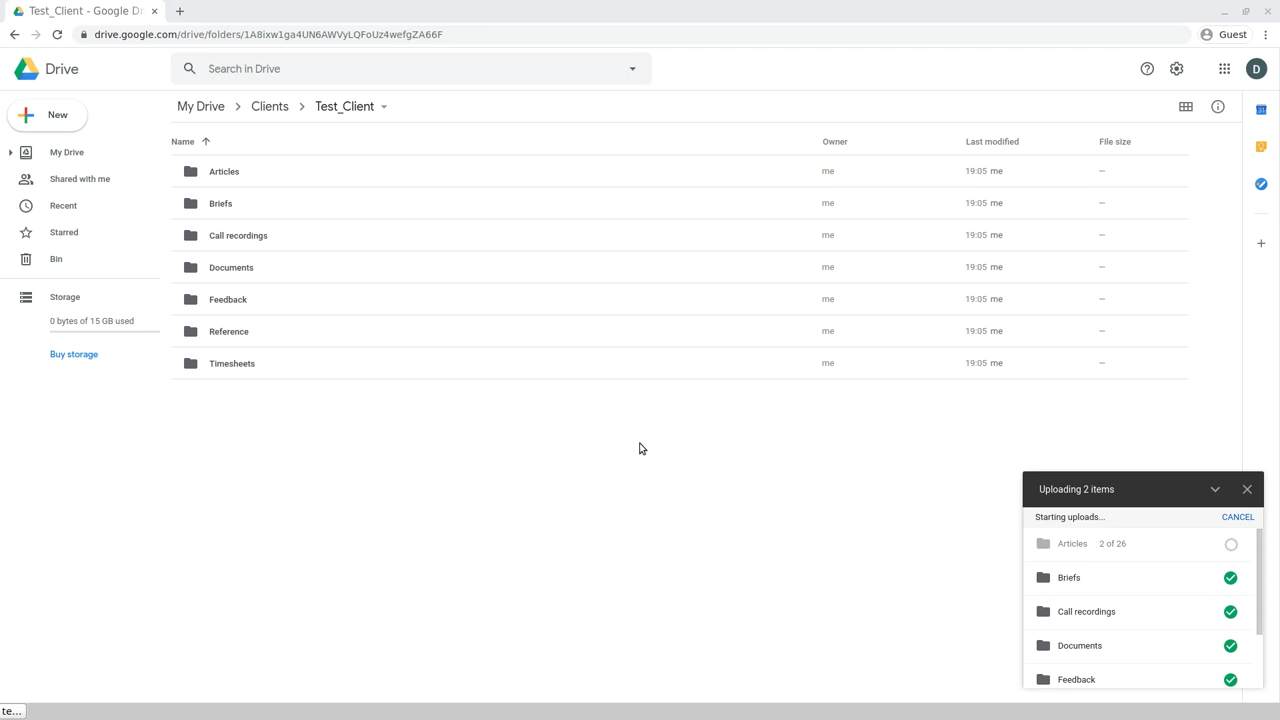 Test_Client - Google Dr
drive.google.com/drive/folders/1A8ixw1ga4UN6AWVyLQFoUz4wefgZA66F
Guest
Drive
Search in Drive
D
New
My Drive
Shared with me
Recent
Starred
Bin
Storage
0 bytes of 15 GB used
Buy storage
My Drive > Clients > Test_Client
Name Owner Last modified File size
Articles me 19:05 me –
Briefs me 19:05 me –
Call recordings me 19:05 me –
Documents me 19:05 me –
Feedback me 19:05 me –
Reference me 19:05 me –
Timesheets me 19:05 me –
31
Uploading 2 items
Starting uploads... CANCEL
Articles 2 of 26
Briefs
Call recordings
Documents
Feedback
te...